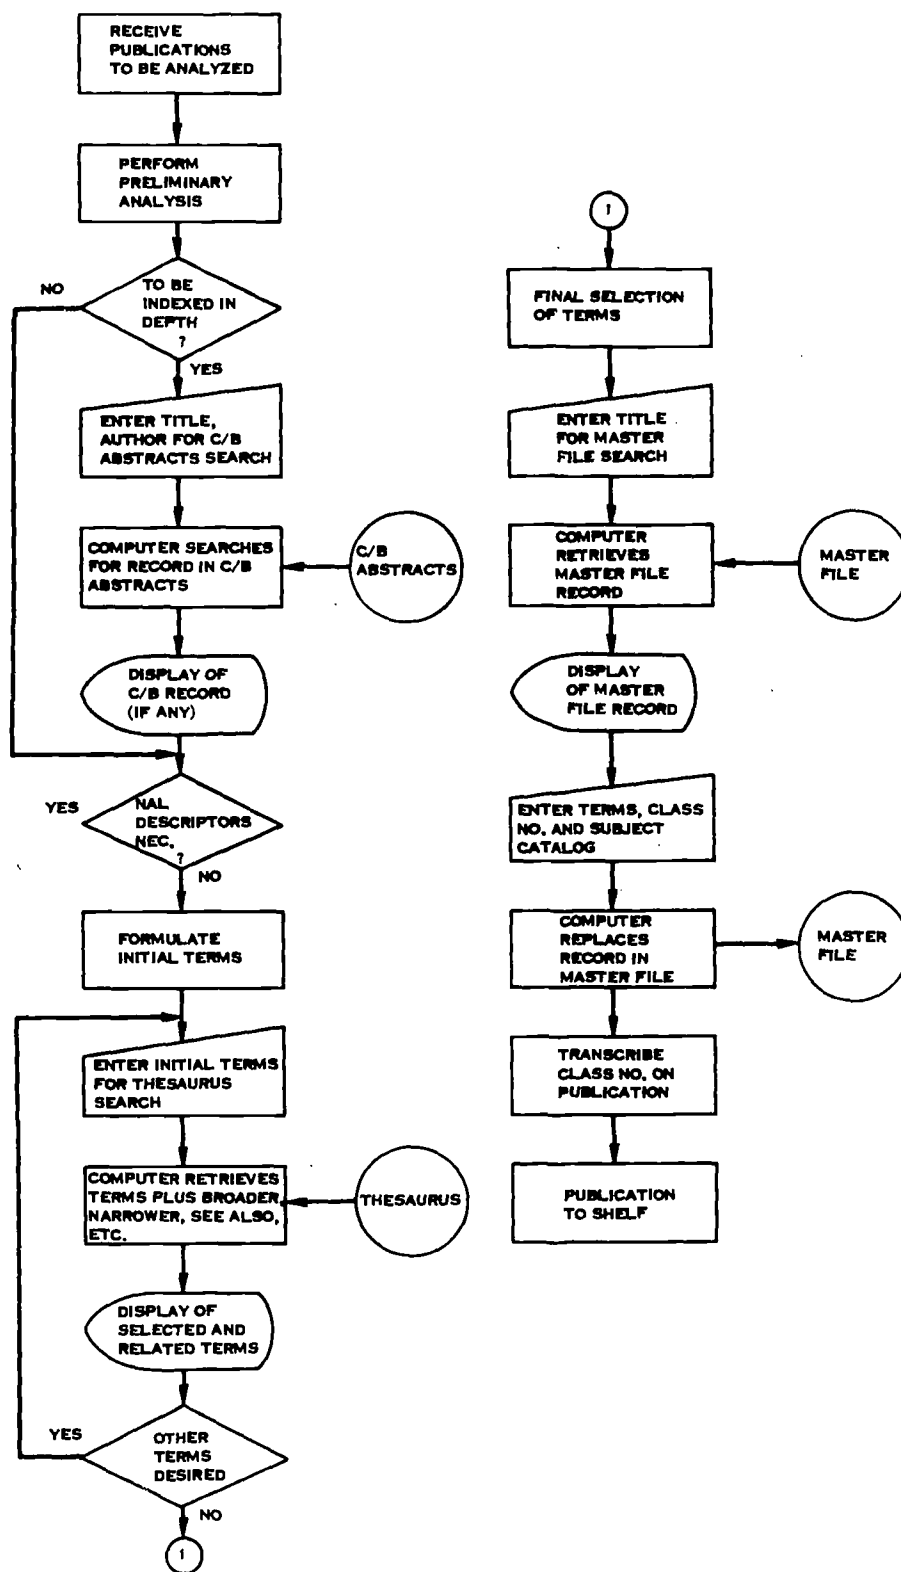 RECEIVE
PUBLICATIONS
TO BE ANALYZED
PERFORM
PRELIMINARY
ANALYSIS
NO
TO BE
INDEXED IN
DEPTH
?
YES
ENTER TITLE,
AUTHOR FOR C/B
ABSTRACTS SEARCH
COMPUTER SEARCHES
FOR RECORD IN C/B
ABSTRACTS
C/B
ABSTRACTS
DISPLAY OF
C/B RECORD
(IF ANY)
YES
NAL
DESCRIPTORS
NEC.
?
NO
FORMULATE
INITIAL TERMS
ENTER INITIAL TERMS
FOR THESAURUS
SEARCH
COMPUTER RETRIEVES
TERMS PLUS BROADER,
NARROWER, SEE ALSO,
ETC.
THESAURUS
DISPLAY OF
SELECTED AND
RELATED TERMS
YES
OTHER
TERMS
DESIRED
NO
1
1
FINAL SELECTION
OF TERMS
ENTER TITLE
FOR MASTER
FILE SEARCH
COMPUTER
RETRIEVES
MASTER FILE
RECORD
MASTER
FILE
DISPLAY
OF MASTER
FILE RECORD
ENTER TERMS, CLASS
NO. AND SUBJECT
CATALOG
COMPUTER
REPLACES
RECORD IN
MASTER FILE
MASTER
FILE
TRANSCRIBE
CLASS NO. ON
PUBLICATION
PUBLICATION
TO SHELF